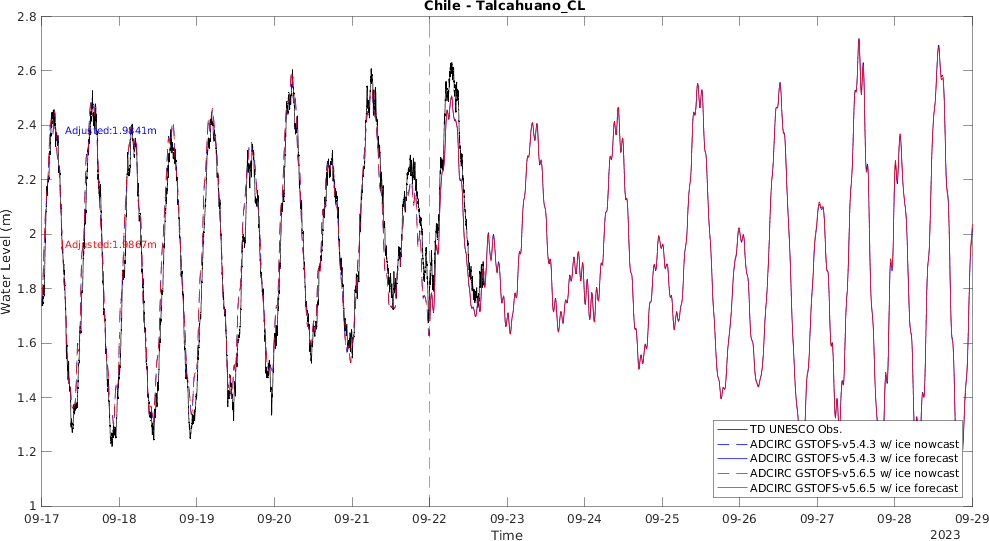 Chile - Talcahuano_CL
2.8
2.6
2.4
2.2
2
1.8
1.6
1.4
1.2
1
Water Level (m)
Adjusted:1.9841m
Adjusted:1.9867m
TD UNESCO Obs.
ADCIRC GSTOFS-v5.4.3 w/ ice nowcast
ADCIRC GSTOFS-v5.4.3 w/ ice forecast
ADCIRC GSTOFS-v5.6.5 w/ ice nowcast
ADCIRC GSTOFS-v5.6.5 w/ ice forecast
09-17 09-18 09-19 09-20 09-21 09-22 09-23 09-24 09-25 09-26 09-27 09-28 09-29
Time
2023